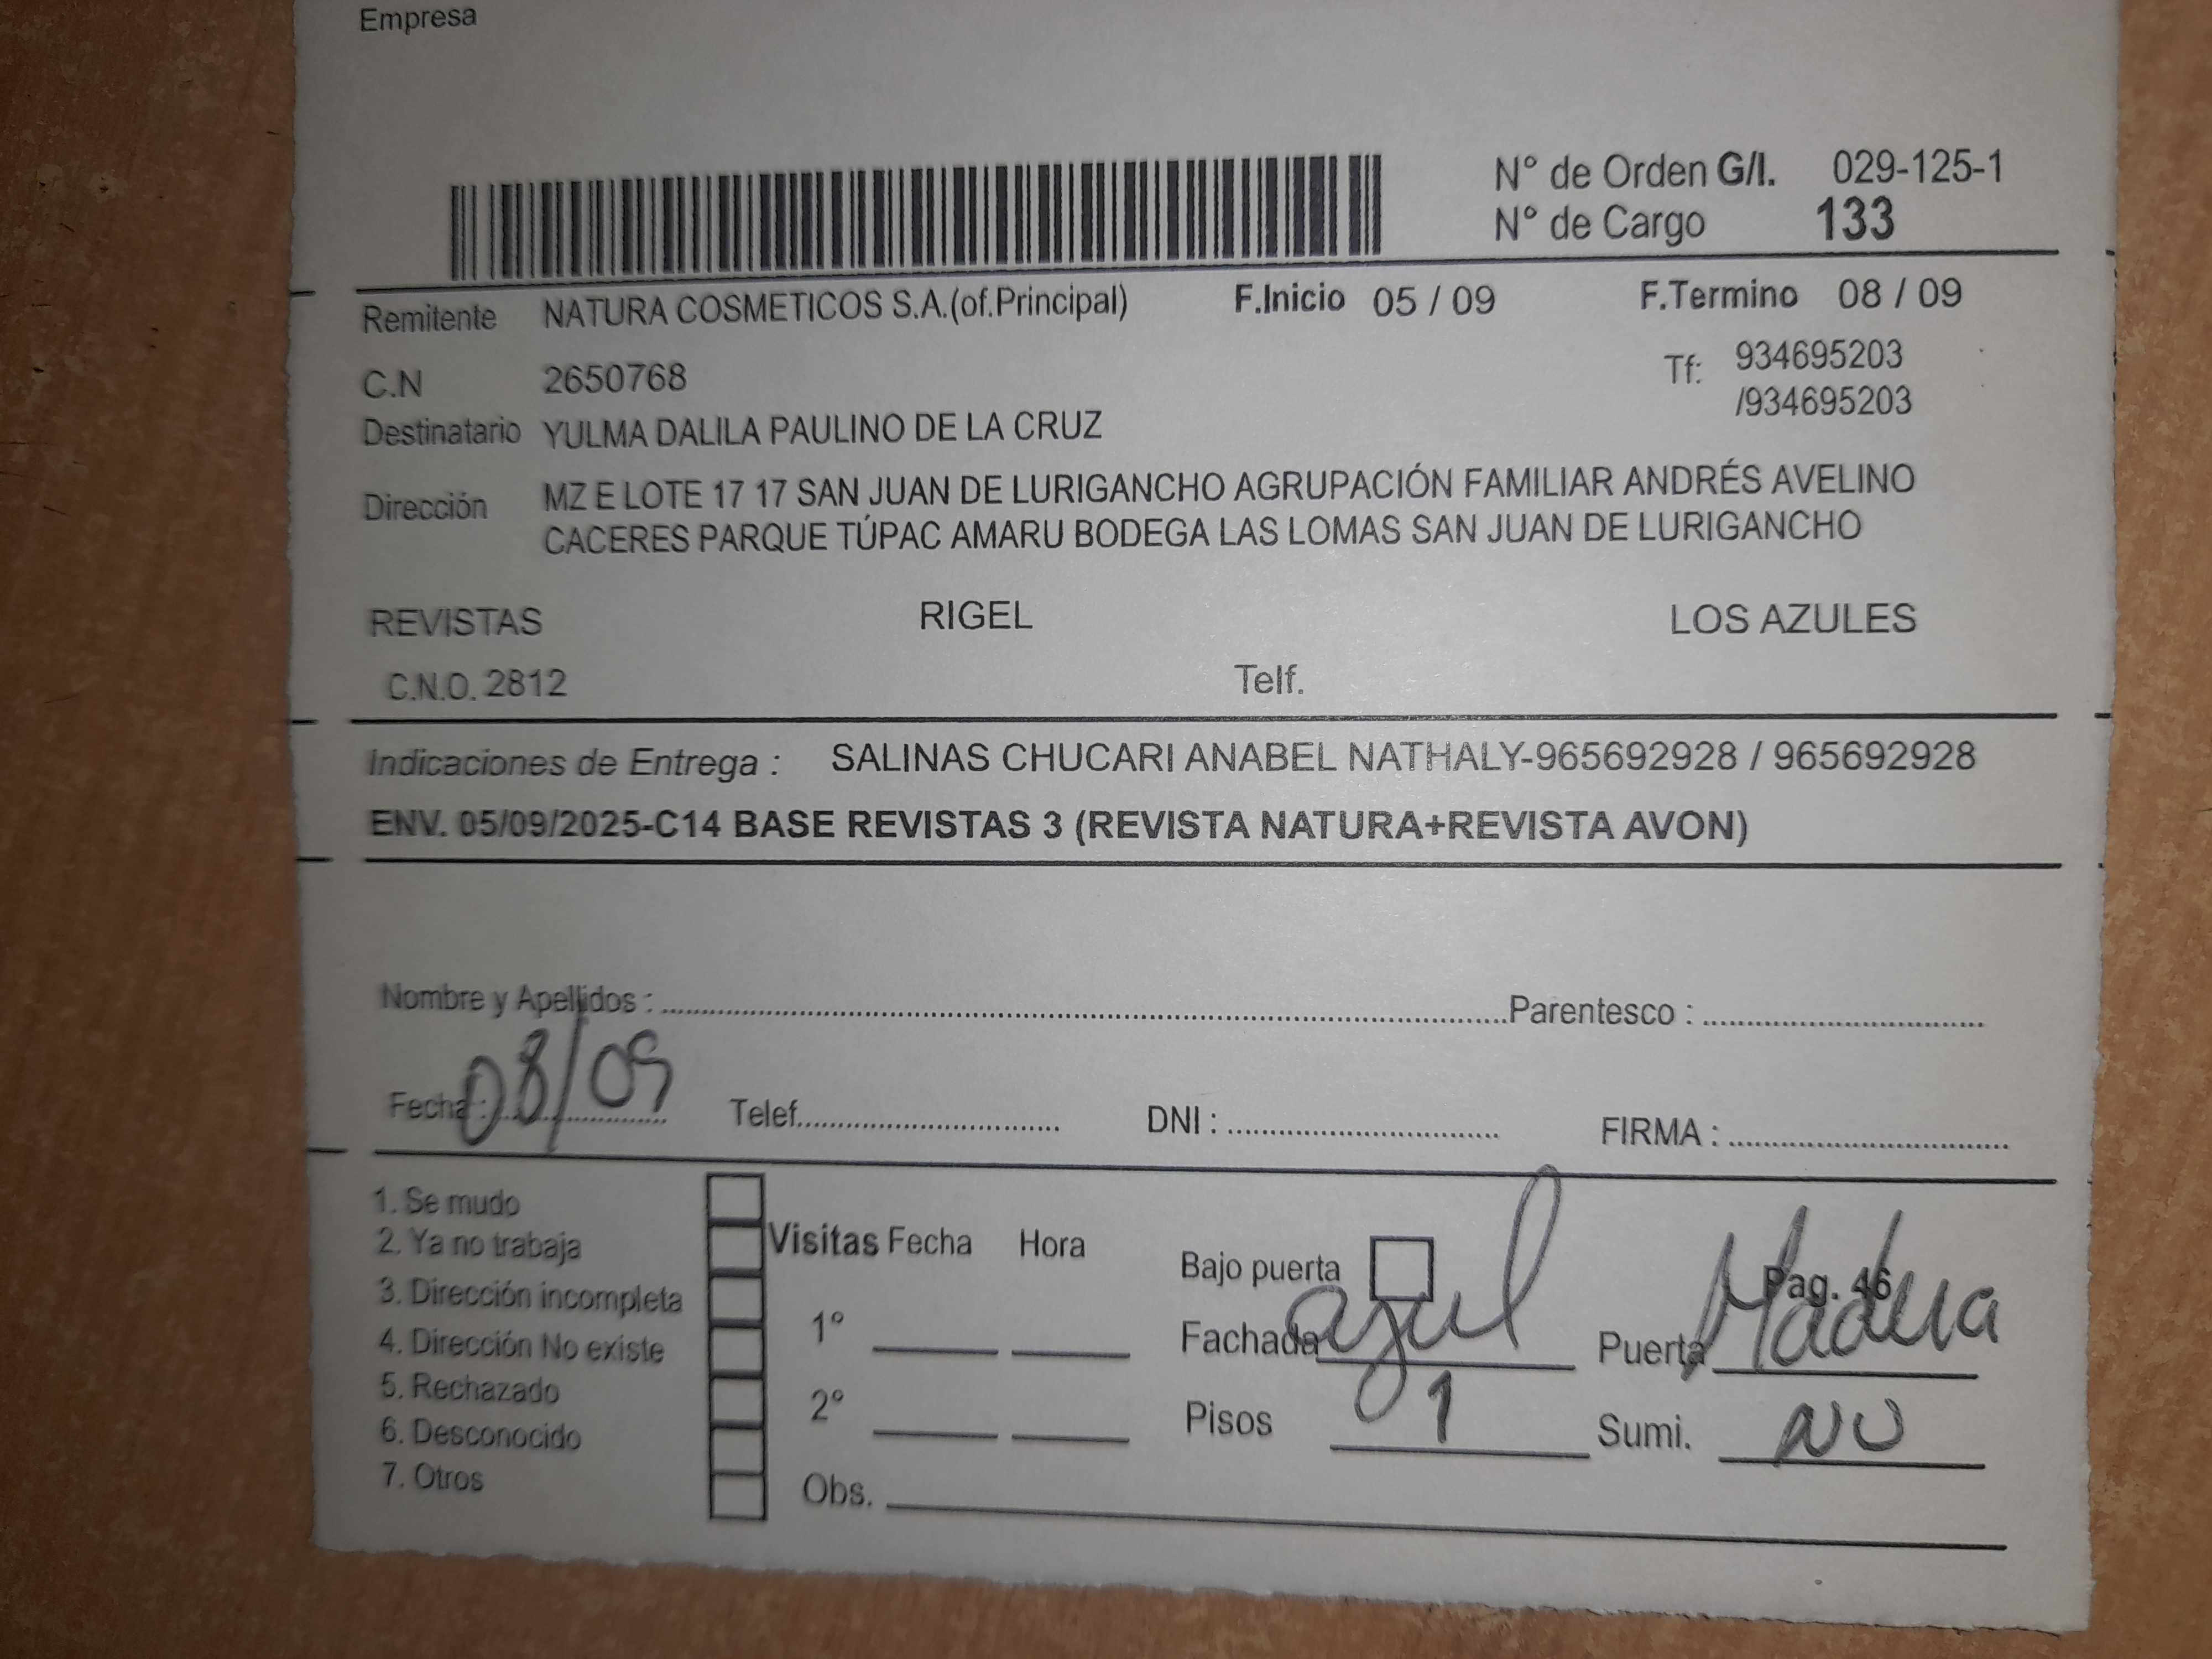 Empresa
N° de Orden G/I. 029-125-1
N° de Cargo 133
Remitente NATURA COSMETICOS S.A.(of.Principal) F.Inicio 05 / 09 F.Termino 08 / 09
C.N 2650768 Tf: 934695203
/934695203
Destinatario YULMA DALILA PAULINO DE LA CRUZ
Dirección MZ E LOTE 17 17 SAN JUAN DE LURIGANCHO AGRUPACIÓN FAMILIAR ANDRÉS AVELINO
CACERES PARQUE TÚPAC AMARU BODEGA LAS LOMAS SAN JUAN DE LURIGANCHO
REVISTAS RIGEL LOS AZULES
C.N.O. 2812 Telf.
Indicaciones de Entrega : SALINAS CHUCARI ANABEL NATHALY-965692928 / 965692928
ENV. 05/09/2025-C14 BASE REVISTAS 3 (REVISTA NATURA+REVISTA AVON)
Nombre y Apellidos : Parentesco :
Fecha : 08/09 Telef. DNI : FIRMA :
1. Se mudo
2. Ya no trabaja
3. Dirección incompleta
4. Dirección No existe
5. Rechazado
6. Desconocido
7. Otros
Visitas Fecha Hora
1°
2°
Obs.
Bajo puerta
Pag. 46
Fachada azul Puerta Madera
Pisos 1 Sumi. NO